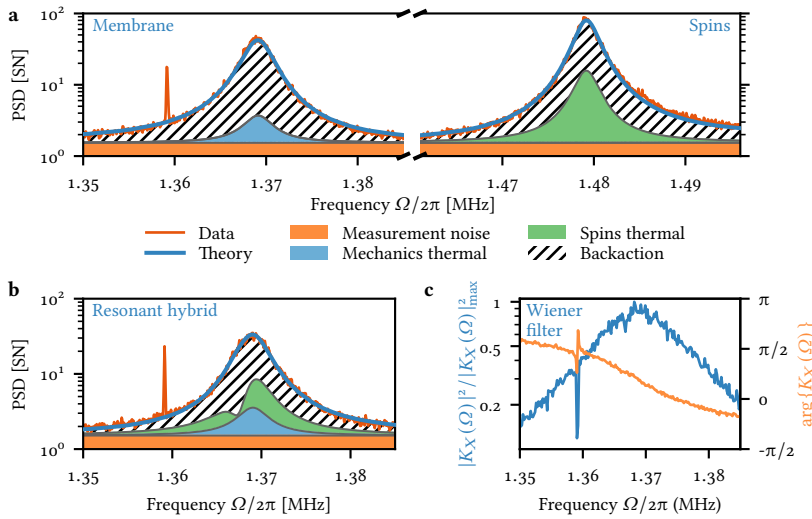 a
Membrane
Spins
PSD [SN]
10²
10¹
10⁰
1.35
1.36
1.37
1.38
1.47
1.48
1.49
Frequency Ω/2π [MHz]
Data
Theory
Measurement noise
Mechanics thermal
Spins thermal
Backaction
b
Resonant hybrid
PSD [SN]
10²
10¹
10⁰
1.35
1.36
1.37
1.38
Frequency Ω/2π [MHz]
c
Wiener
filter
|K_X(Ω)|²/|K_X(Ω)|²_max
1
0.5
0.2
π
π/2
0
-π/2
arg{K_X(Ω)}
1.35
1.36
1.37
1.38
Frequency Ω/2π (MHz)